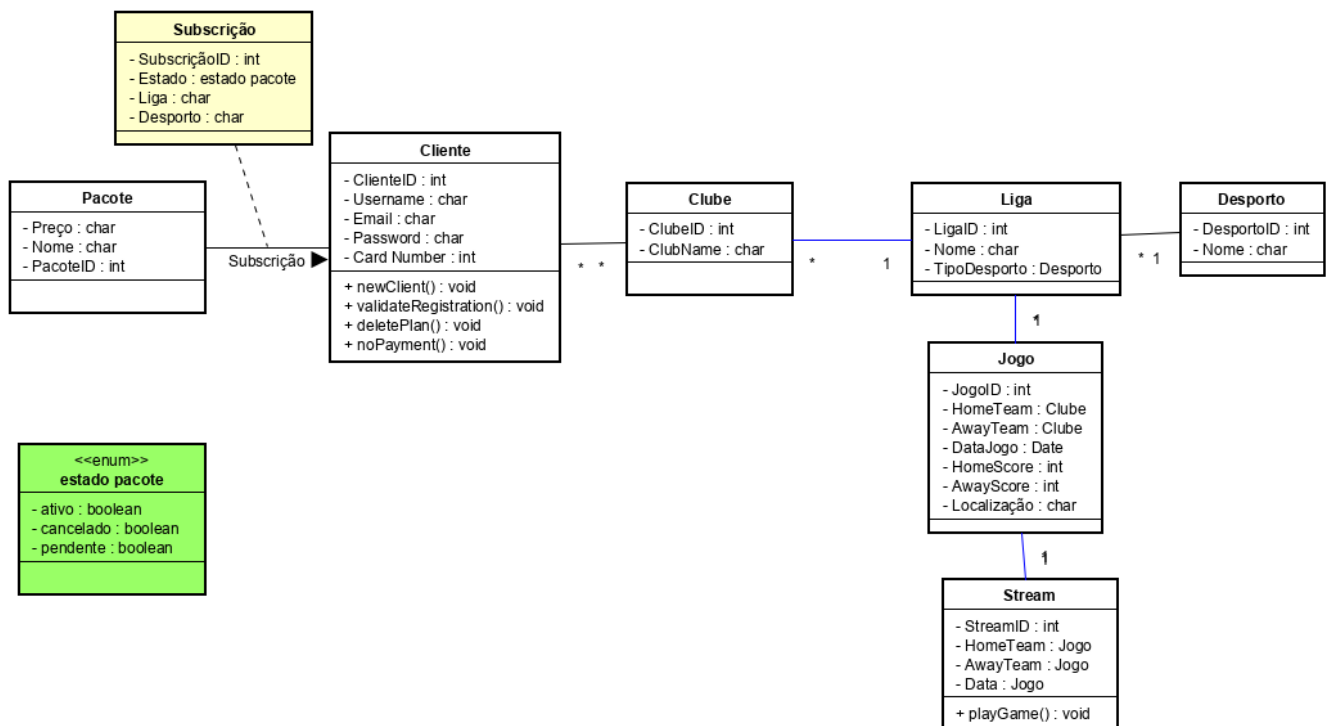 Subscrição
- SubscriçãoID : int
- Estado : estado pacote
- Liga : char
- Desporto : char
Pacote
- Preço : char
- Nome : char
- PacoteID : int
Subscrição
Cliente
- ClienteID : int
- Username : char
- Email : char
- Password : char
- Card Number : int
+ newClient() : void
+ validateRegistration() : void
+ deletePlan() : void
+ noPayment() : void
* *
Clube
- ClubeID : int
- ClubName : char
* 1
Liga
- LigaID : int
- Nome : char
- TipoDesporto : Desporto
* 1
Desporto
- DesportoID : int
- Nome : char
1
Jogo
- JogoID : int
- HomeTeam : Clube
- AwayTeam : Clube
- DataJogo : Date
- HomeScore : int
- AwayScore : int
- Localização : char
1
Stream
- StreamID : int
- HomeTeam : Jogo
- AwayTeam : Jogo
- Data : Jogo
+ playGame() : void
<<enum>>
estado pacote
- ativo : boolean
- cancelado : boolean
- pendente : boolean